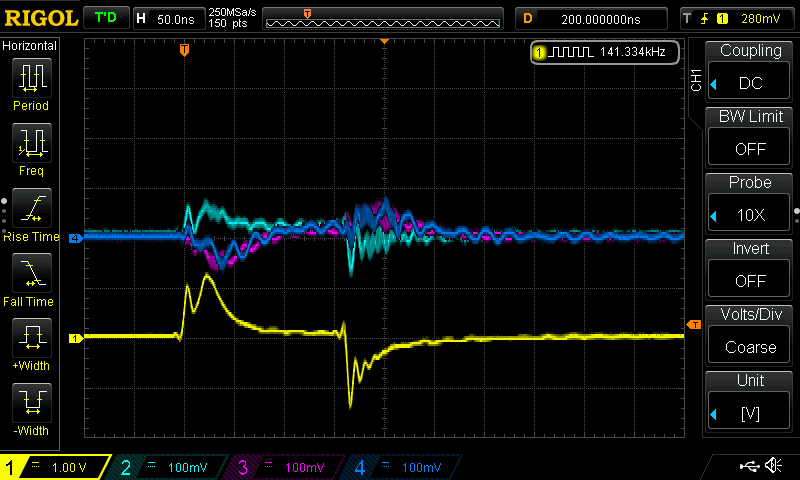 RIGOL T'D H 50.0ns 250MSa/s D 200.000000ns T 1 280mV
150 pts
Horizontal
1 141.334kHz
Period
Freq
Rise Time
Fall Time
+Width
-Width
4
1
T
T
CH1
Coupling
DC
BW Limit
OFF
Probe
10X
Invert
OFF
Volts/Div
Coarse
Unit
[V]
1 1.00 V 2 100mV 3 100mV 4 100mV